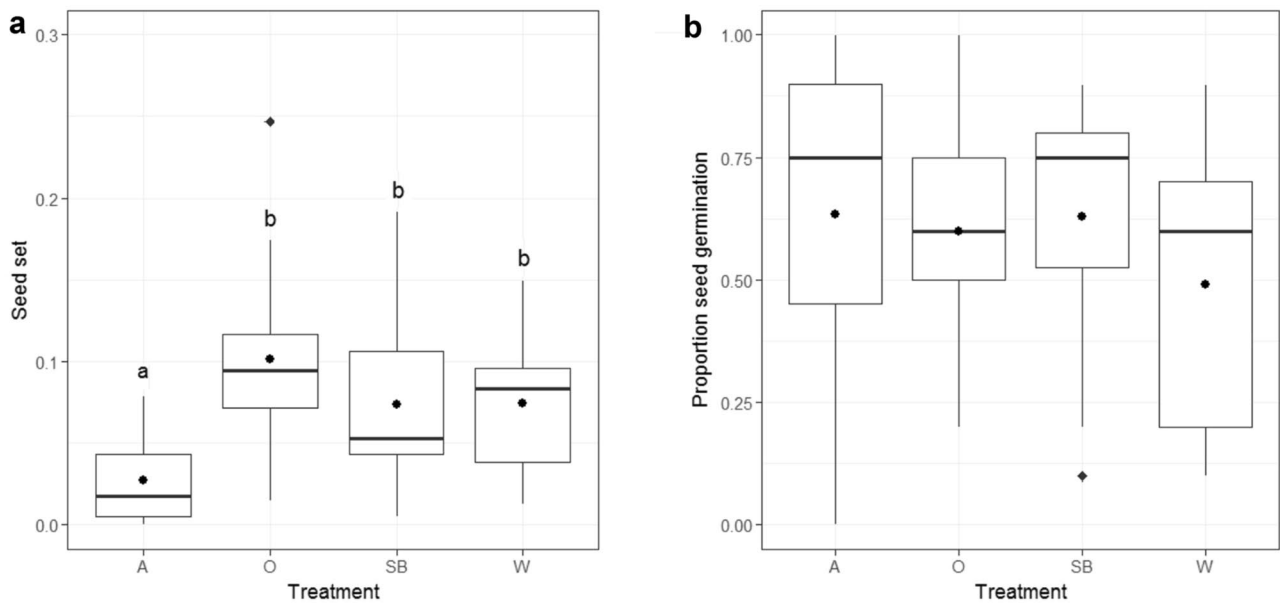 a
0.3
0.2
0.1
0.0
Seed set
a
b
b
b
A O SB W
Treatment
b
1.00
0.75
0.50
0.25
0.00
Proportion seed germination
A O SB W
Treatment